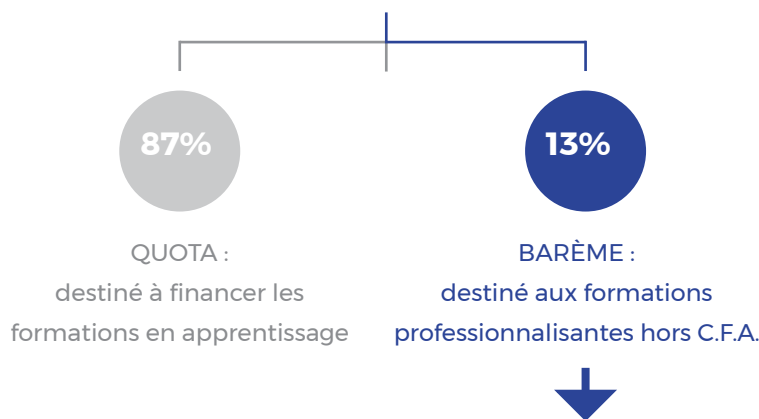 87%
QUOTA :
destiné à financer les
formations en apprentissage
13%
BARÈME :
destiné aux formations
professionnalisantes hors C.F.A.